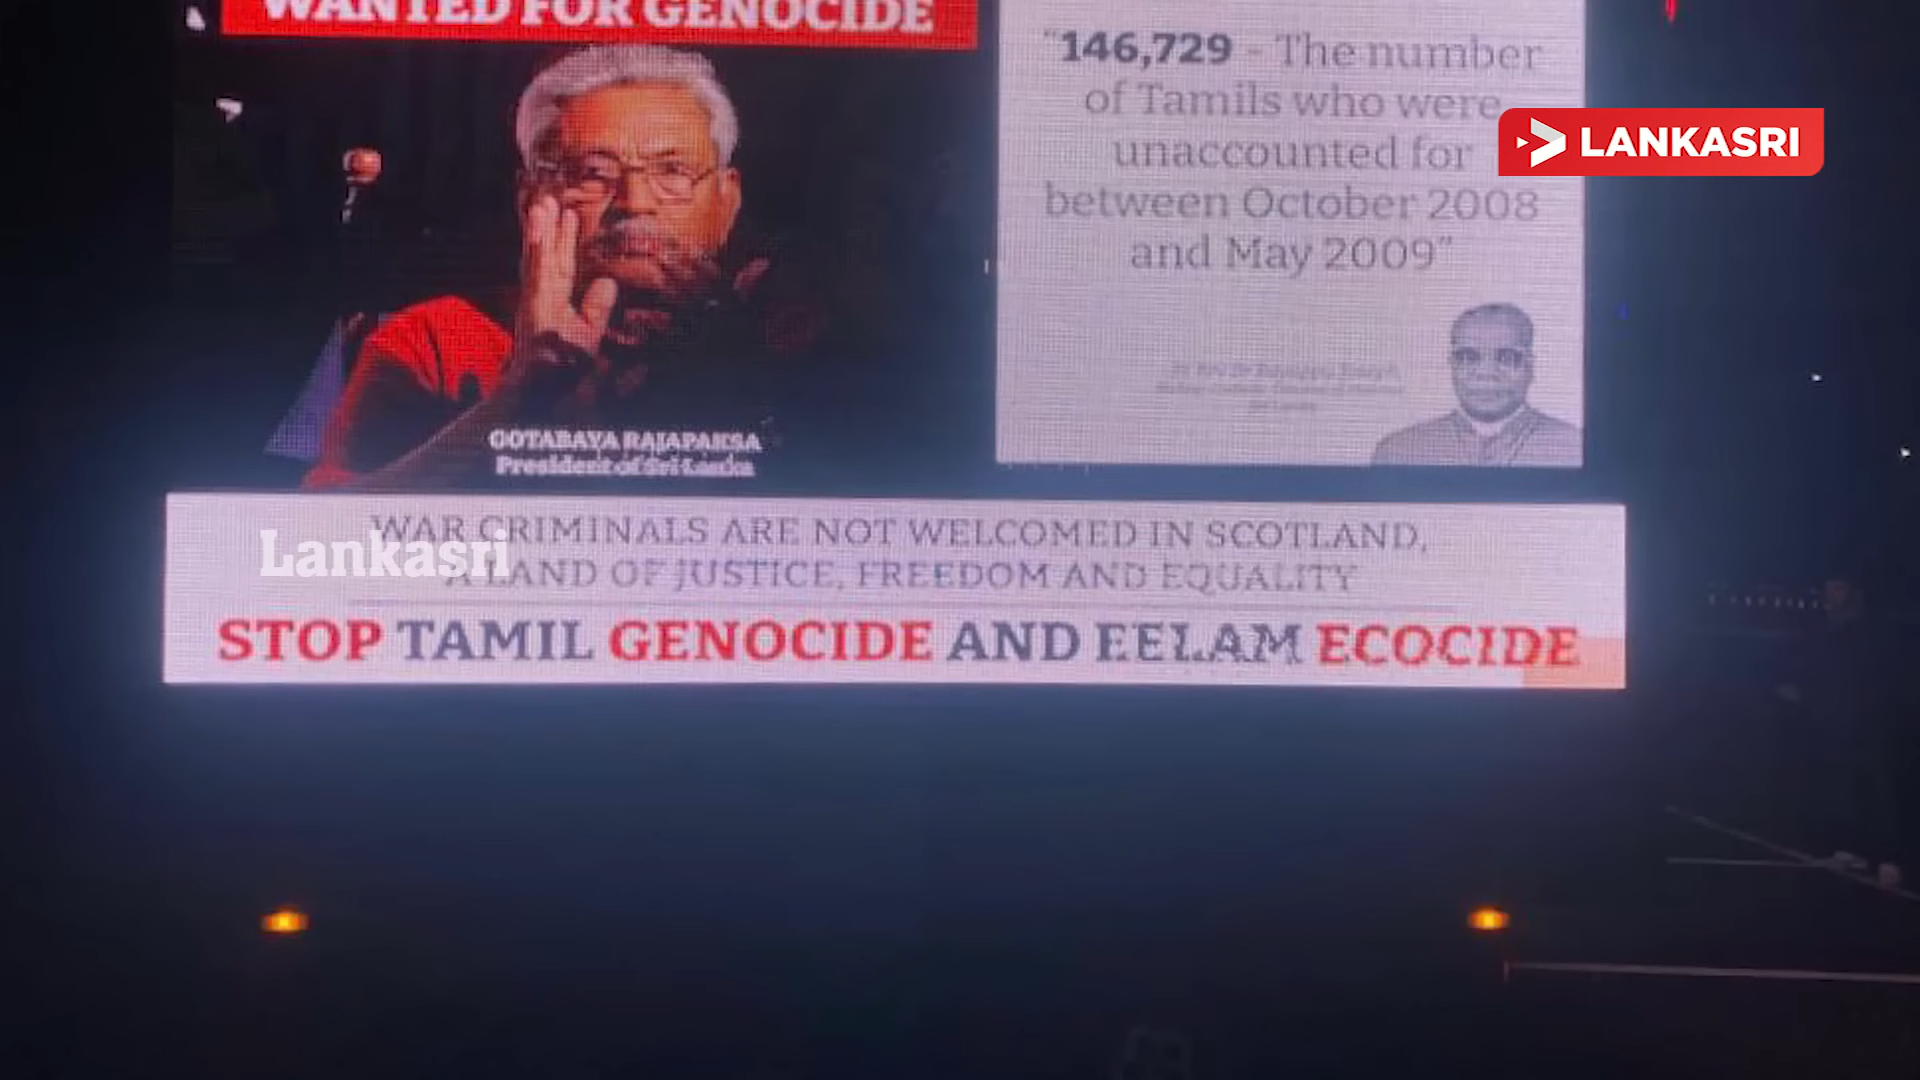 WANTED FOR GENOCIDE
GOTABAYA RAJAPAKSA
President of Sri Lanka
"146,729 - The number
of Tamils who were
unaccounted for
between October 2008
and May 2009"
LANKASRI
Lankasri
WAR CRIMINALS ARE NOT WELCOMED IN SCOTLAND,
A LAND OF JUSTICE, FREEDOM AND EQUALITY
STOP TAMIL GENOCIDE AND EELAM ECOCIDE